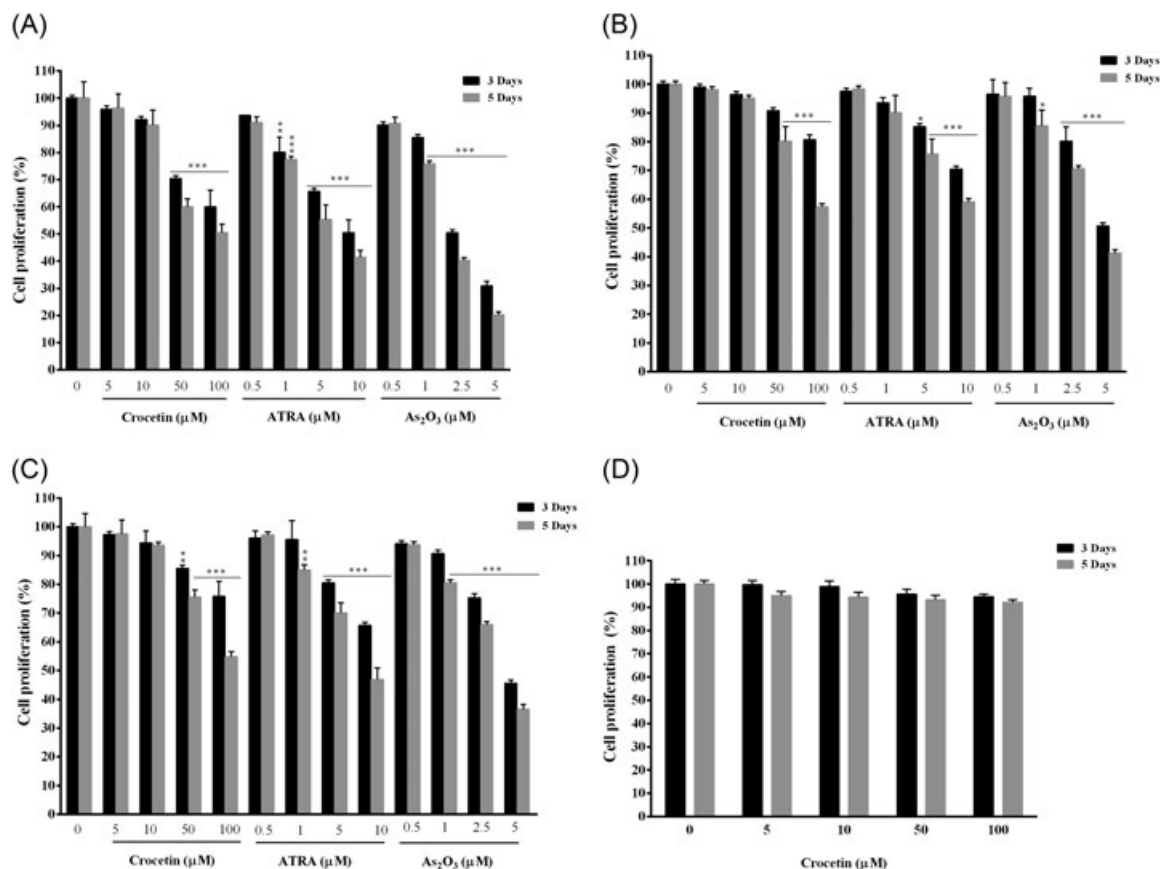 (A)
110
100
90
80
70
60
50
40
30
20
10
0
Cell proliferation (%)
3 Days
5 Days
***
**
***
***
***
0 5 10 50 100 0.5 1 5 10 0.5 1 2.5 5
Crocetin (μM) ATRA (μM) As₂O₃ (μM)
(B)
110
100
90
80
70
60
50
40
30
20
10
0
Cell proliferation (%)
3 Days
5 Days
***
*
***
*
***
0 5 10 50 100 0.5 1 5 10 0.5 1 2.5 5
Crocetin (μM) ATRA (μM) As₂O₃ (μM)
(C)
110
100
90
80
70
60
50
40
30
20
10
0
Cell proliferation (%)
3 Days
5 Days
**
***
***
***
***
0 5 10 50 100 0.5 1 5 10 0.5 1 2.5 5
Crocetin (μM) ATRA (μM) As₂O₃ (μM)
(D)
110
100
90
80
70
60
50
40
30
20
10
0
Cell proliferation (%)
3 Days
5 Days
0 5 10 50 100
Crocetin (μM)